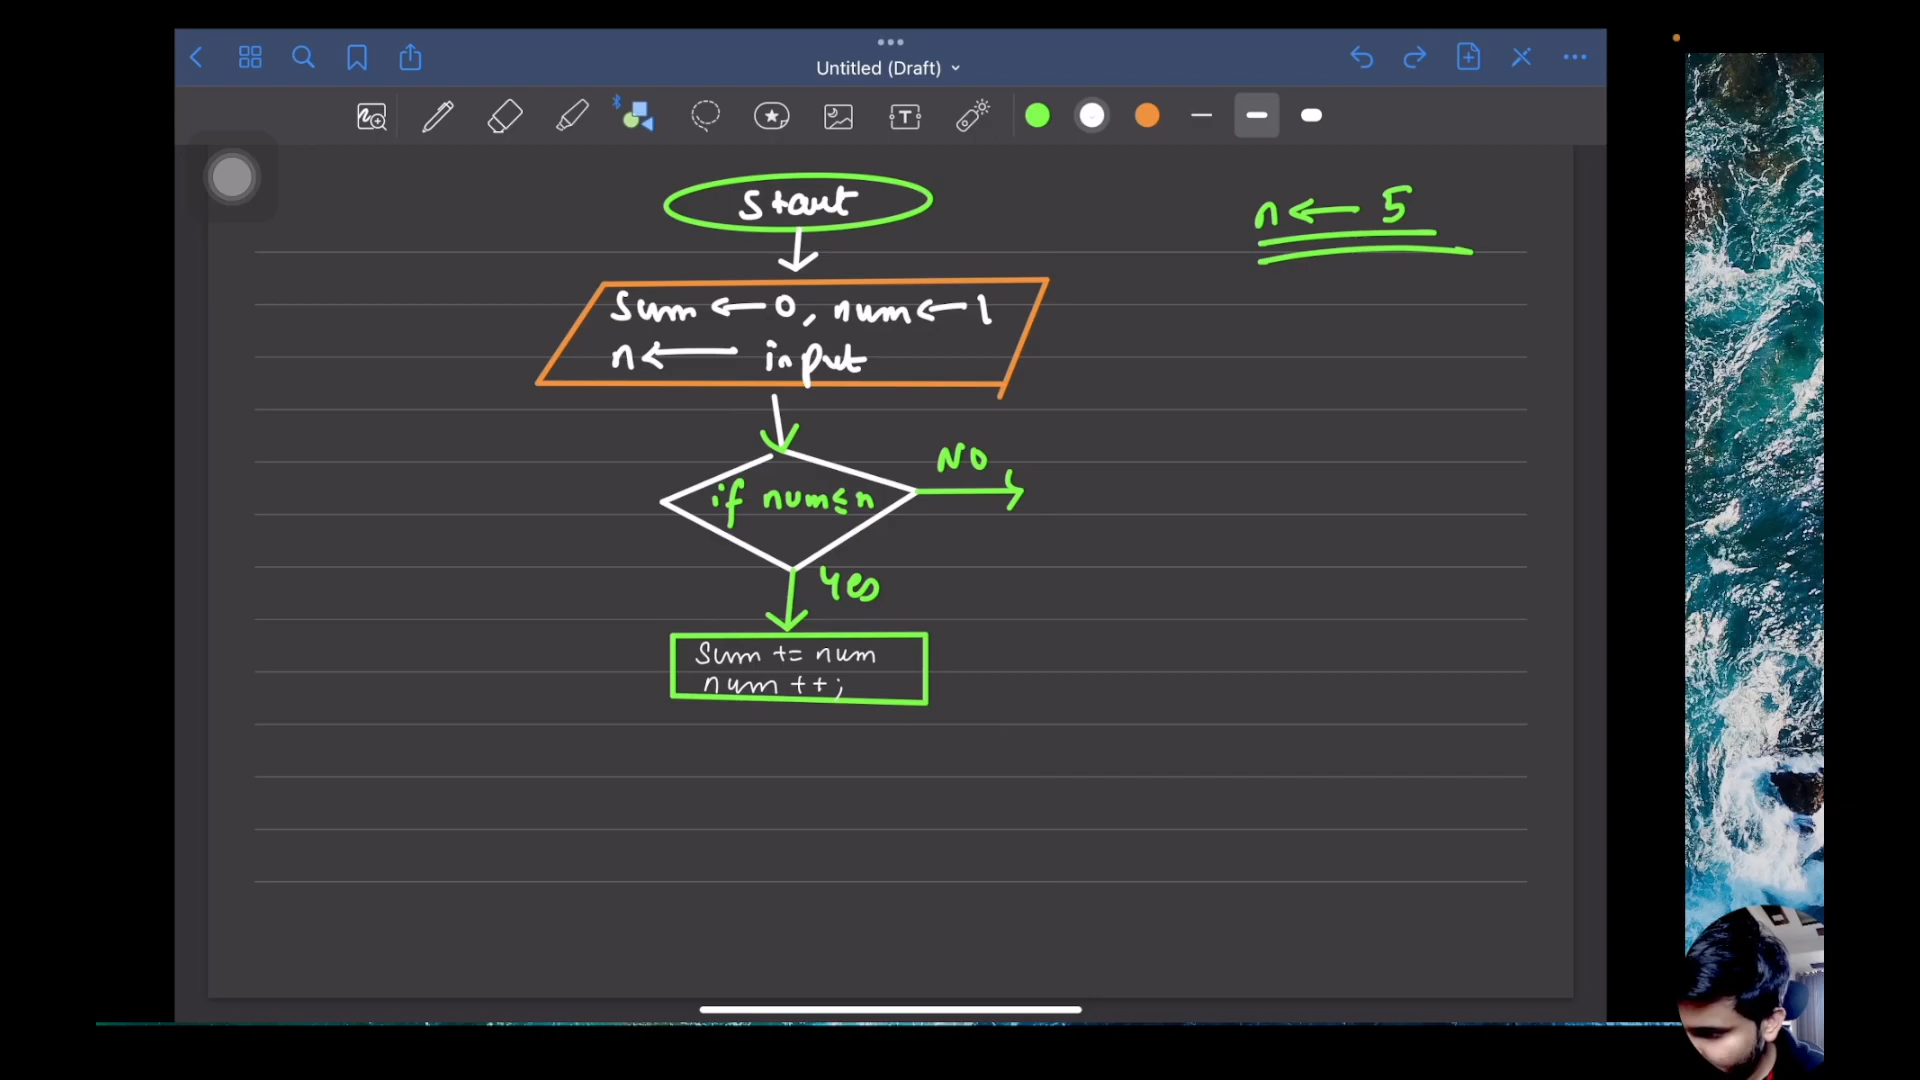 Untitled (Draft)
T
Start
n ← 5
Sum ← 0, num ← 1
n ← input
NO
if num ≤ n
Yes
Sum += num
num ++;